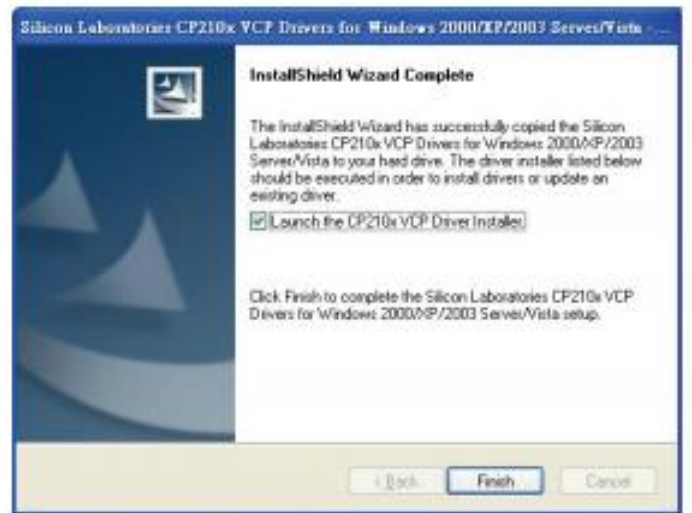 Silicon Laboratories CP210x VCP Drivers for Windows 2000/XP/2003 Server/Vista - ...
InstallShield Wizard Complete
The InstallShield Wizard has successfully copied the Silicon
Laboratories CP210x VCP Drivers for Windows 2000/XP/2003
Server/Vista to your hard drive. The driver installer listed below
should be executed in order to install drivers or update an
existing driver.
Launch the CP210x VCP Driver Installer.
Click Finish to complete the Silicon Laboratories CP210x VCP
Drivers for Windows 2000/XP/2003 Server/Vista setup.
< Back
Finish
Cancel